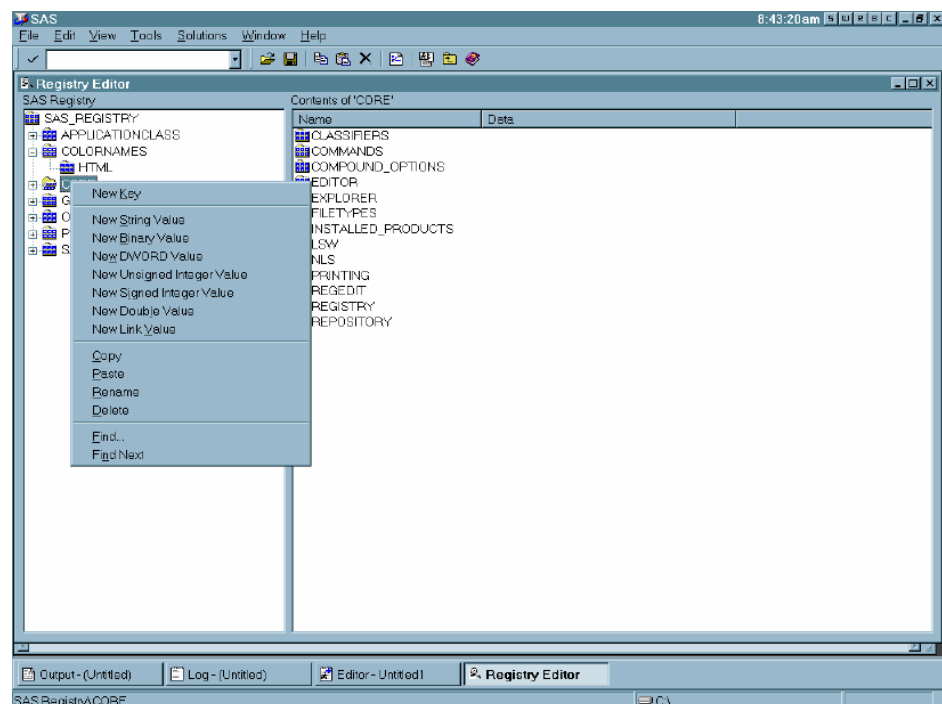 SAS 8:43:20am
File Edit View Tools Solutions Window Help
Registry Editor
SAS Registry
Contents of 'CORE'
SAS_REGISTRY
APPLICATIONCLASS
COLORNAMES
HTML
C
G
O
P
S
New Key
New String Value
New Binary Value
New DWORD Value
New Unsigned Integer Value
New Signed Integer Value
New Double Value
New Link Value
Copy
Paste
Rename
Delete
Find...
Find Next
Name Data
CLASSIFIERS
COMMANDS
COMPOUND_OPTIONS
EDITOR
EXPLORER
FILETYPES
INSTALLED_PRODUCTS
LSW
NLS
PRINTING
REGEDIT
REGISTRY
REPOSITORY
Output - (Untitled) Log - (Untitled) Editor - Untitled1 Registry Editor
SAS Registry\CORE C:\